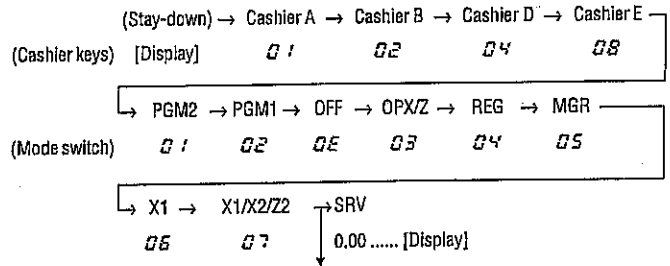 (Stay-down) → Cashier A → Cashier B → Cashier D → Cashier E
(Cashier keys) [Display] 01 02 04 08
→ PGM2 → PGM1 → OFF → OPX/Z → REG → MGR
(Mode switch) 01 02 0E 03 04 05
→ X1 → X1/X2/Z2 → SRV
06 07 0.00 ...... [Display]